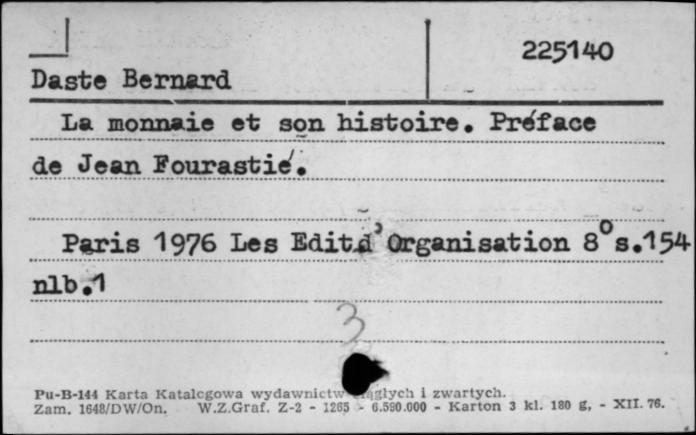 225140
Daste Bernard
La monnaie et son histoire. Préface
de Jean Fourastié.
Paris 1976 Les Edit.d'Organisation 8° s.154
nlb.1
3
Pu-B-144 Karta Katalogowa wydawnictw ciągłych i zwartych.
Zam. 1648/DW/On. W.Z.Graf. Z-2 - 1265 - 6.590.000 - Karton 3 kl. 180 g, - XII. 76.